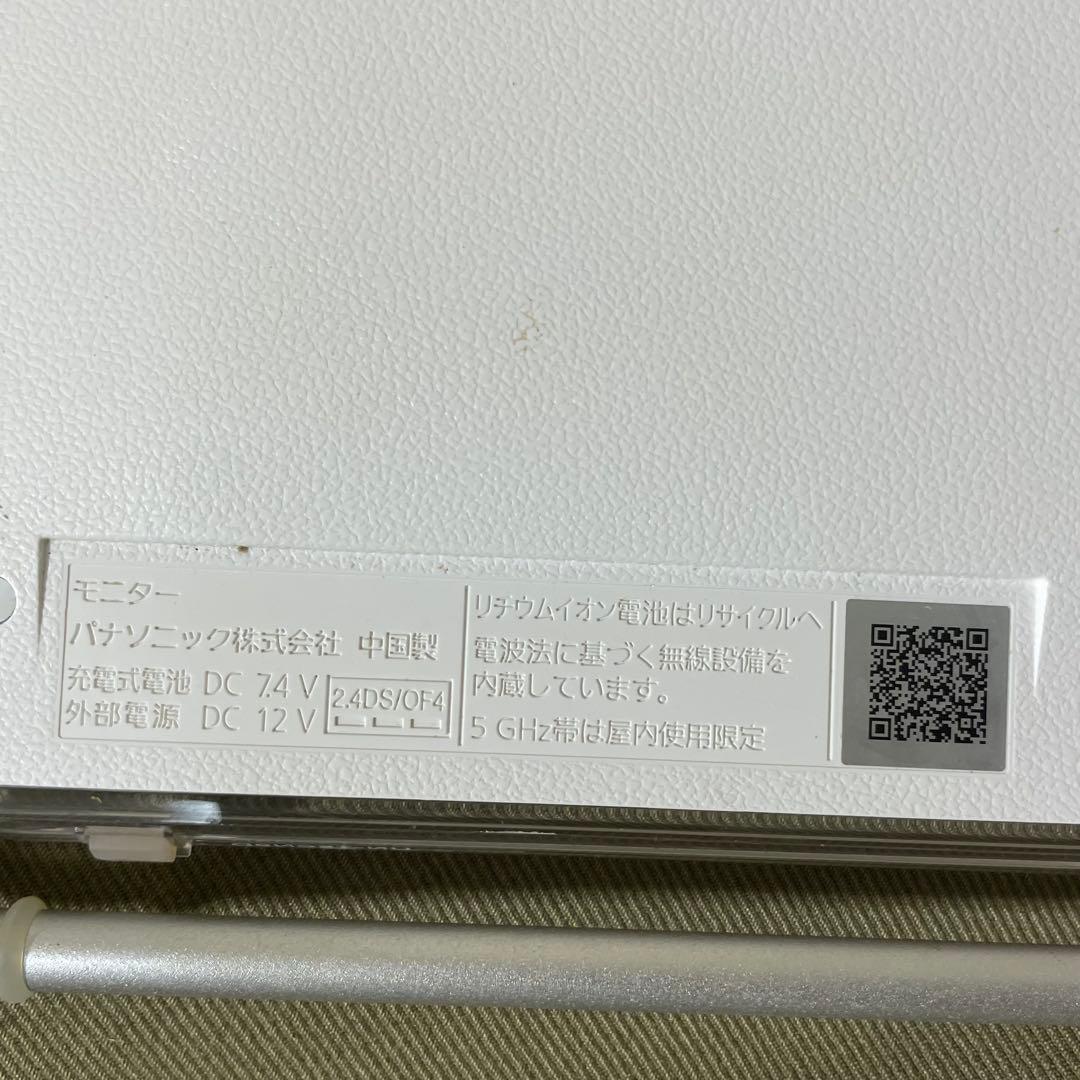 モニター
パナソニック株式会社 中国製
充電式電池 DC 7.4 V
外部電源 DC 12 V
2.4DS/OF4
リチウムイオン電池はリサイクルへ
電波法に基づく無線設備を
内蔵しています。
5 GHz帯は屋内使用限定